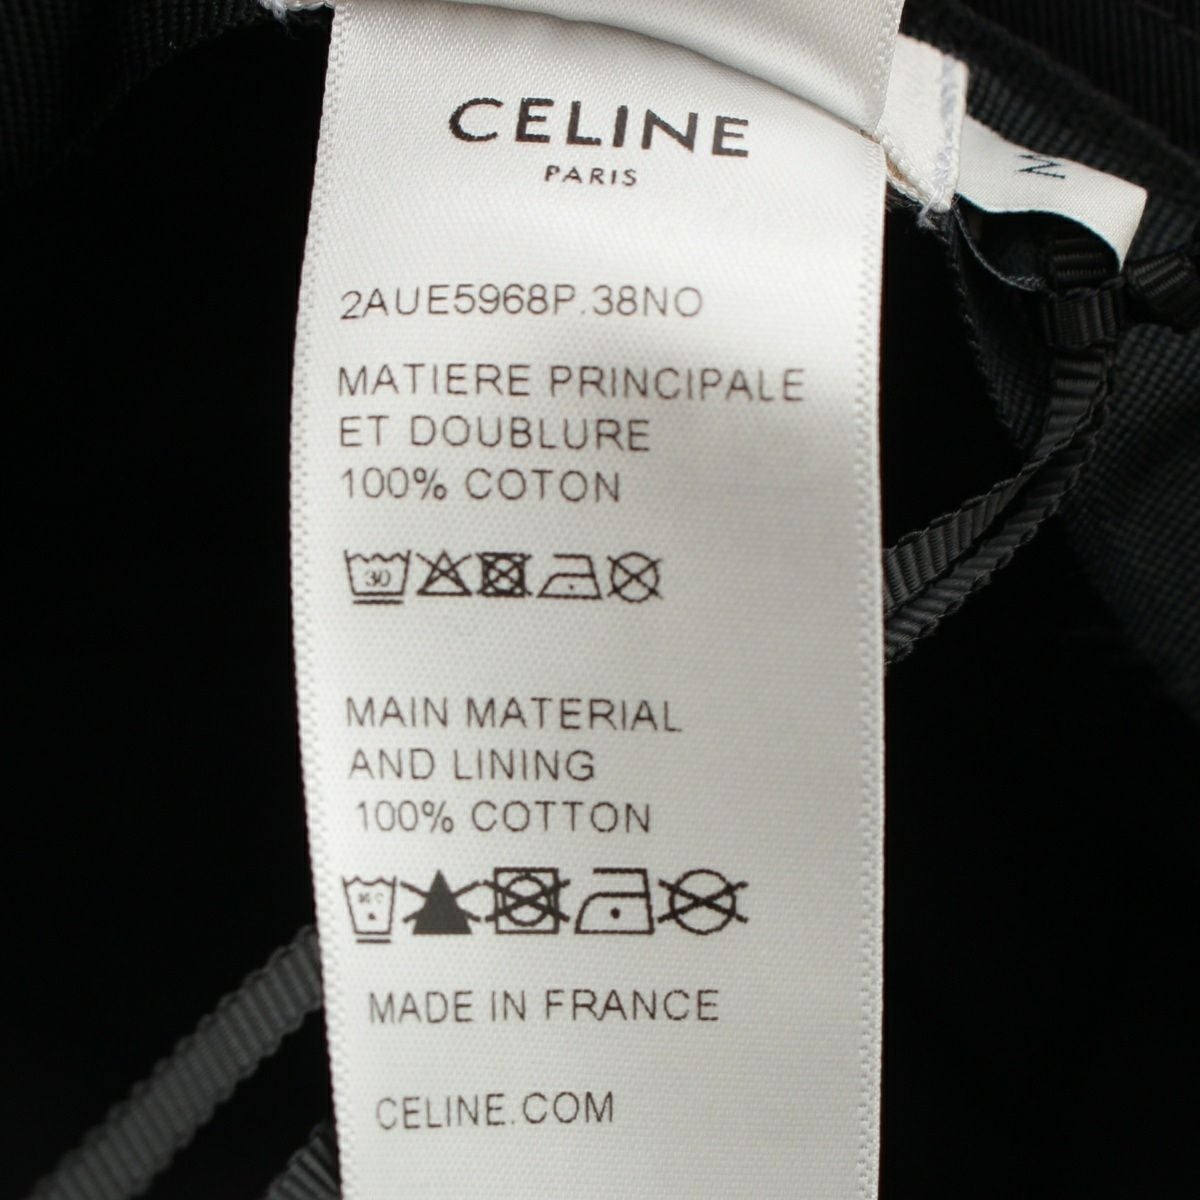 CELINE
PARIS
2AUE5968P.38NO
MATIERE PRINCIPALE
ET DOUBLURE
100% COTON
30
MAIN MATERIAL
AND LINING
100% COTTON
MADE IN FRANCE
CELINE.COM